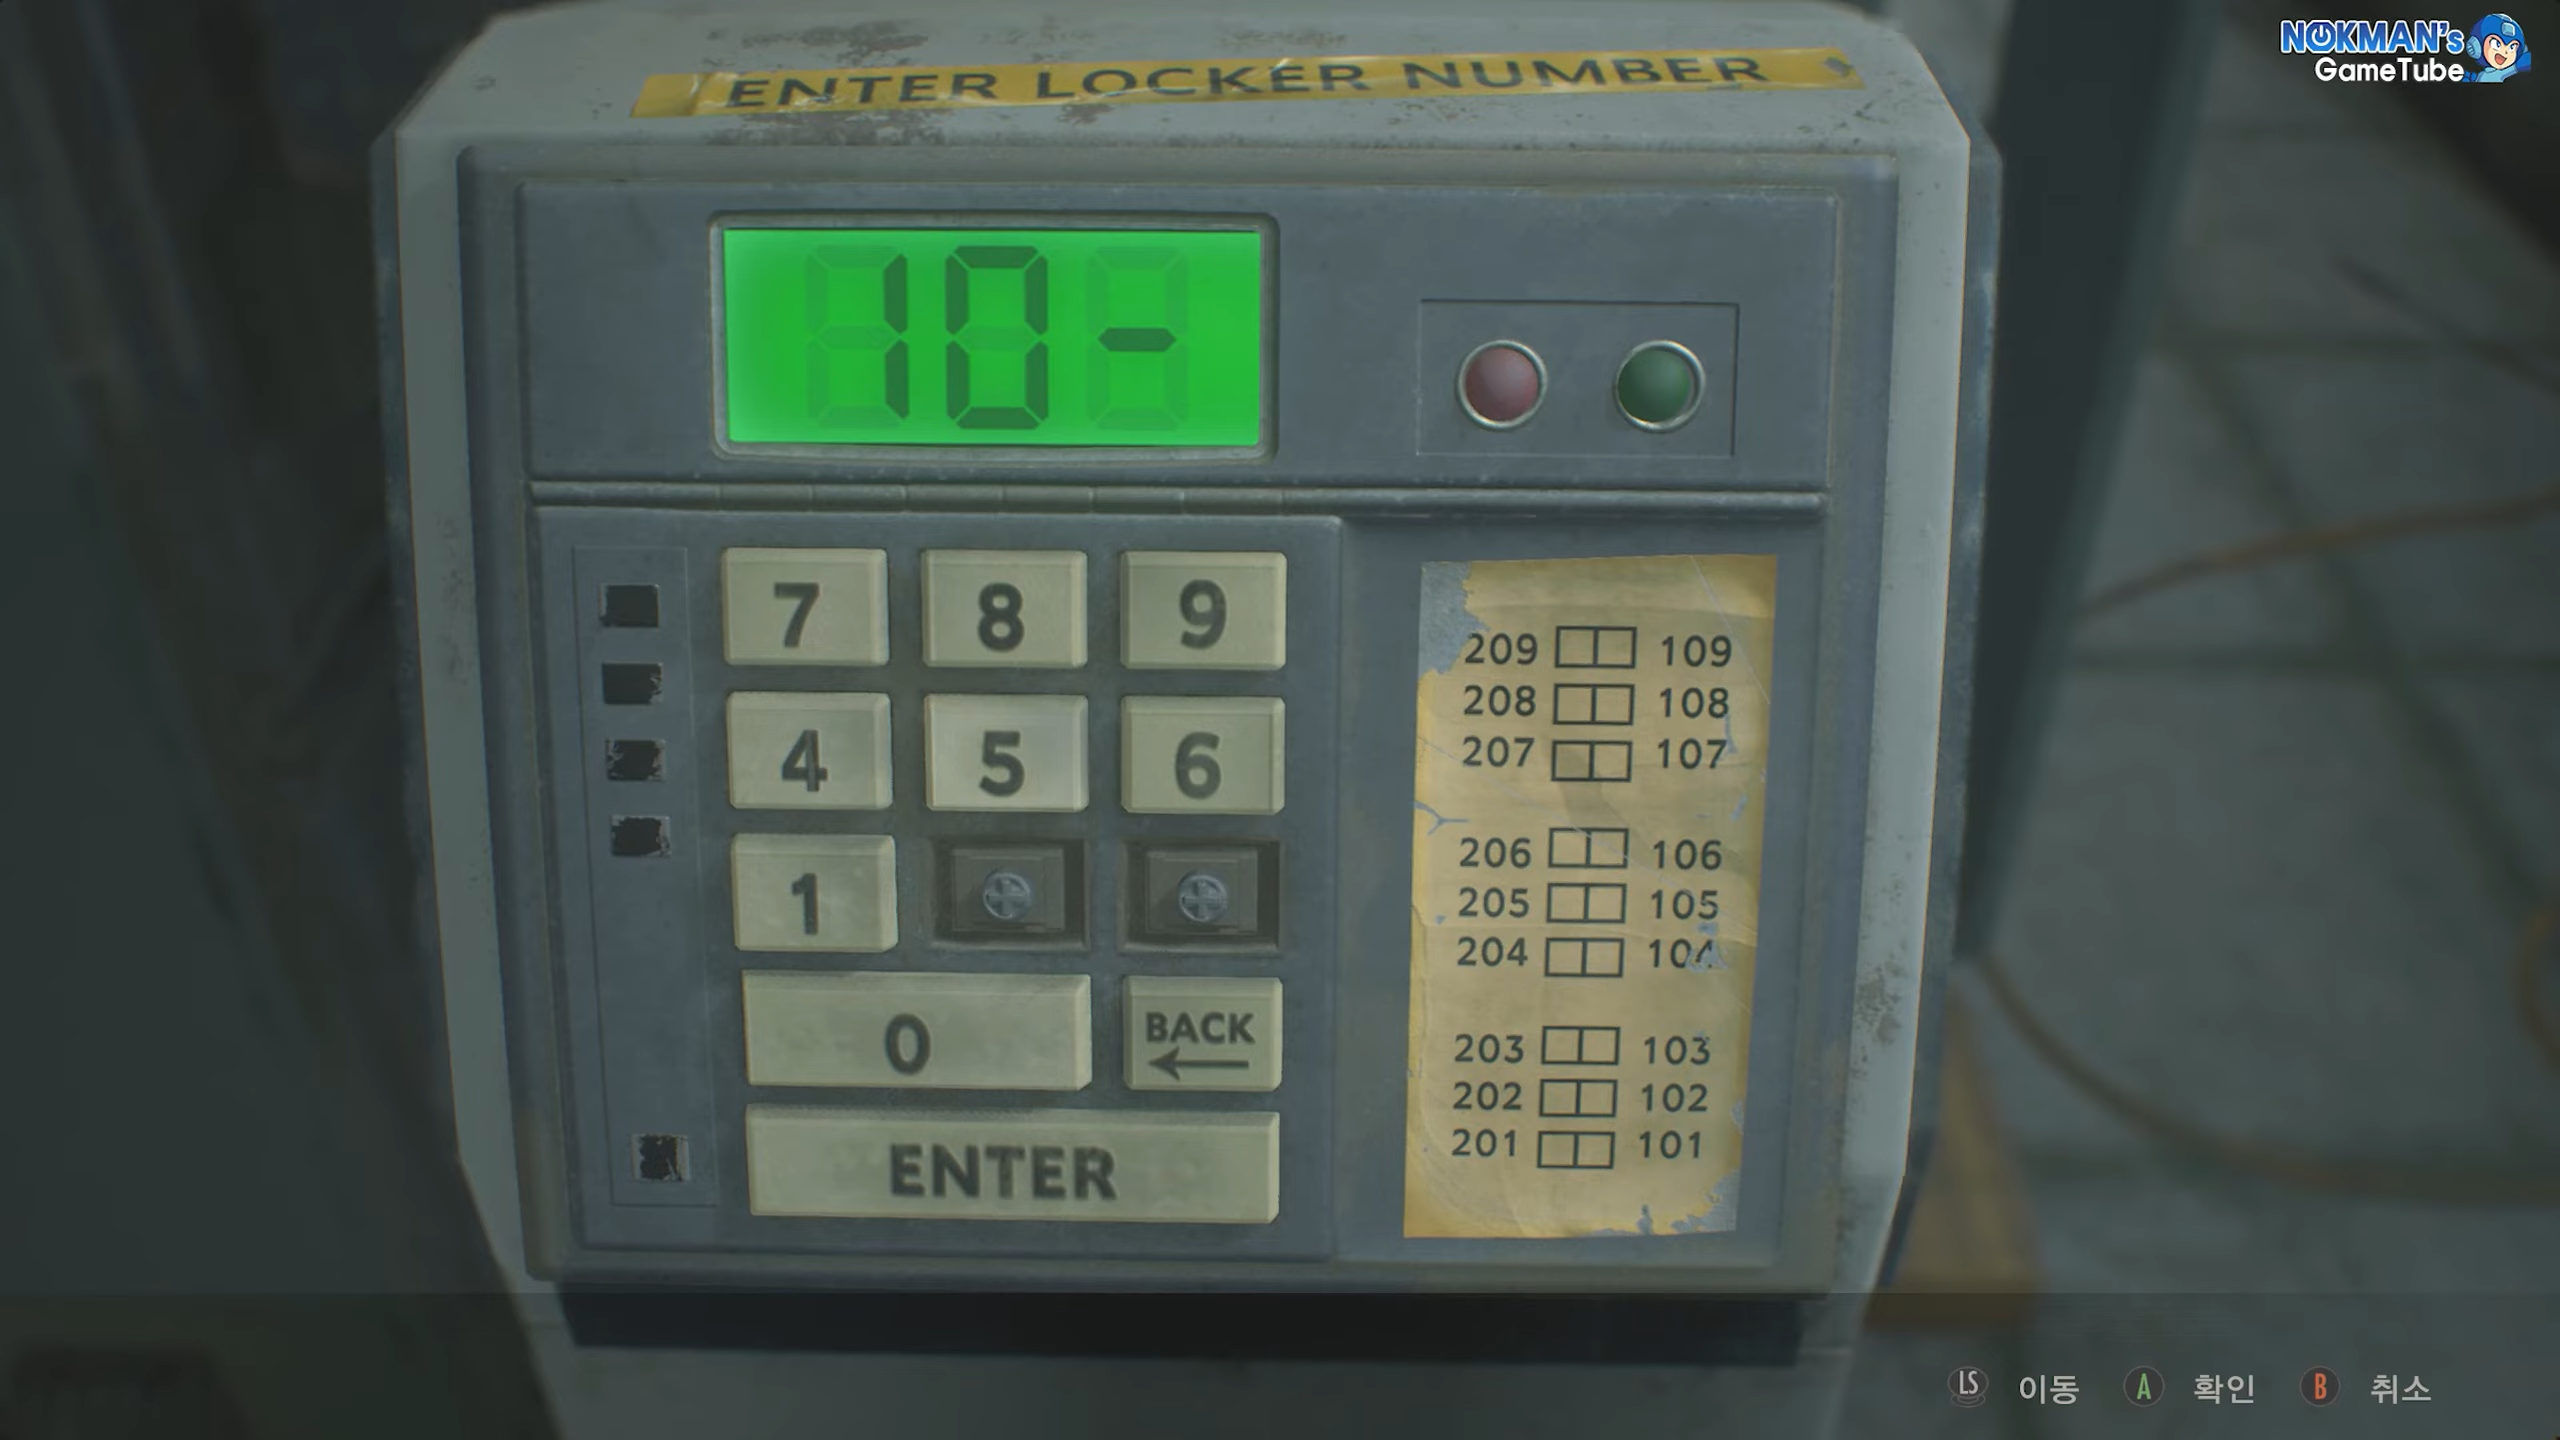 NOKMAN's
GameTube
ENTER LOCKER NUMBER
10-
7 8 9
4 5 6
1
0 BACK
ENTER
209 109
208 108
207 107
206 106
205 105
204 104
203 103
202 102
201 101
LS 이동 A 확인 B 취소